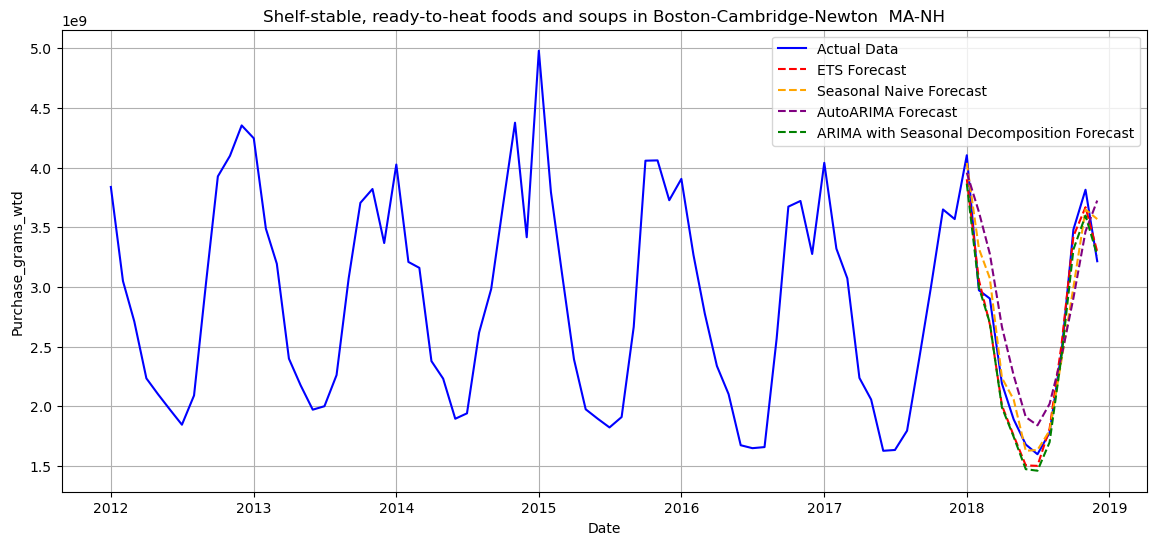 Shelf-stable, ready-to-heat foods and soups in Boston-Cambridge-Newton  MA-NH
1e9
Actual Data
ETS Forecast
Seasonal Naive Forecast
AutoARIMA Forecast
ARIMA with Seasonal Decomposition Forecast
Purchase_grams_wtd
5.0
4.5
4.0
3.5
3.0
2.5
2.0
1.5
2012 2013 2014 2015 2016 2017 2018 2019
Date